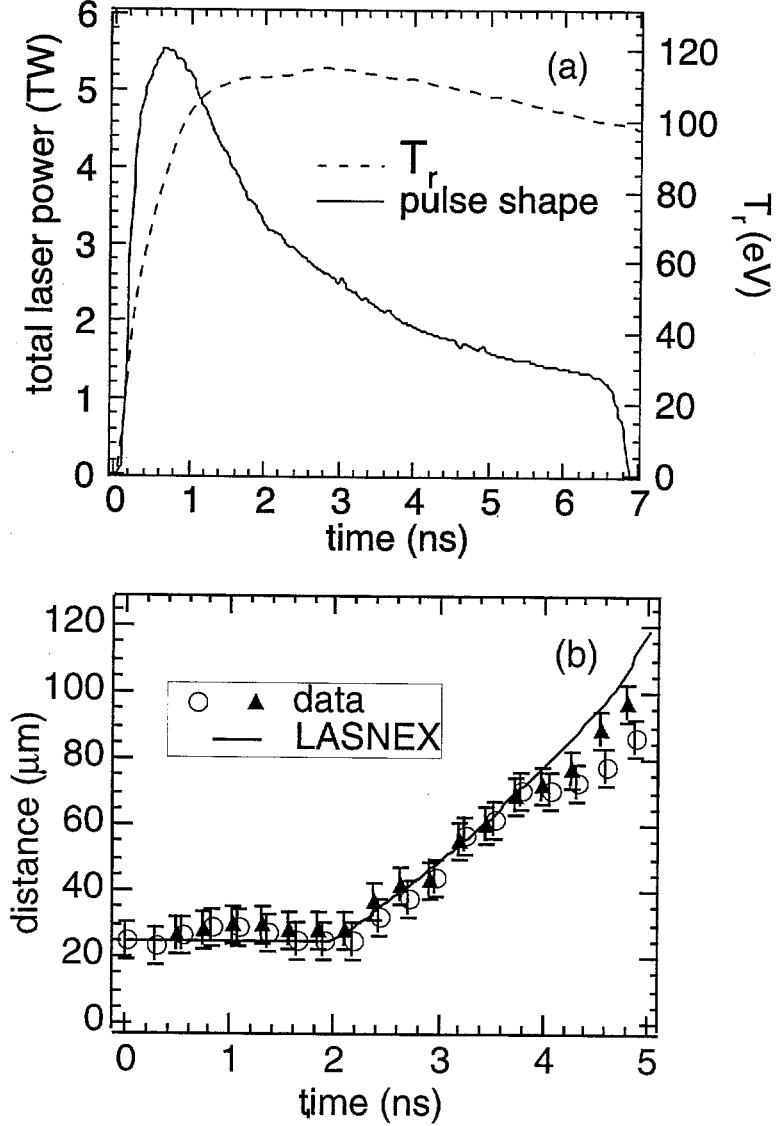 6
5
4
3
2
1
0
total laser power (TW)
(a)
T_r
pulse shape
120
100
80
60
40
20
0
T_r (eV)
0 1 2 3 4 5 6 7
time (ns)
120
100
80
60
40
20
0
distance (μm)
(b)
data
LASNEX
0 1 2 3 4 5
time (ns)